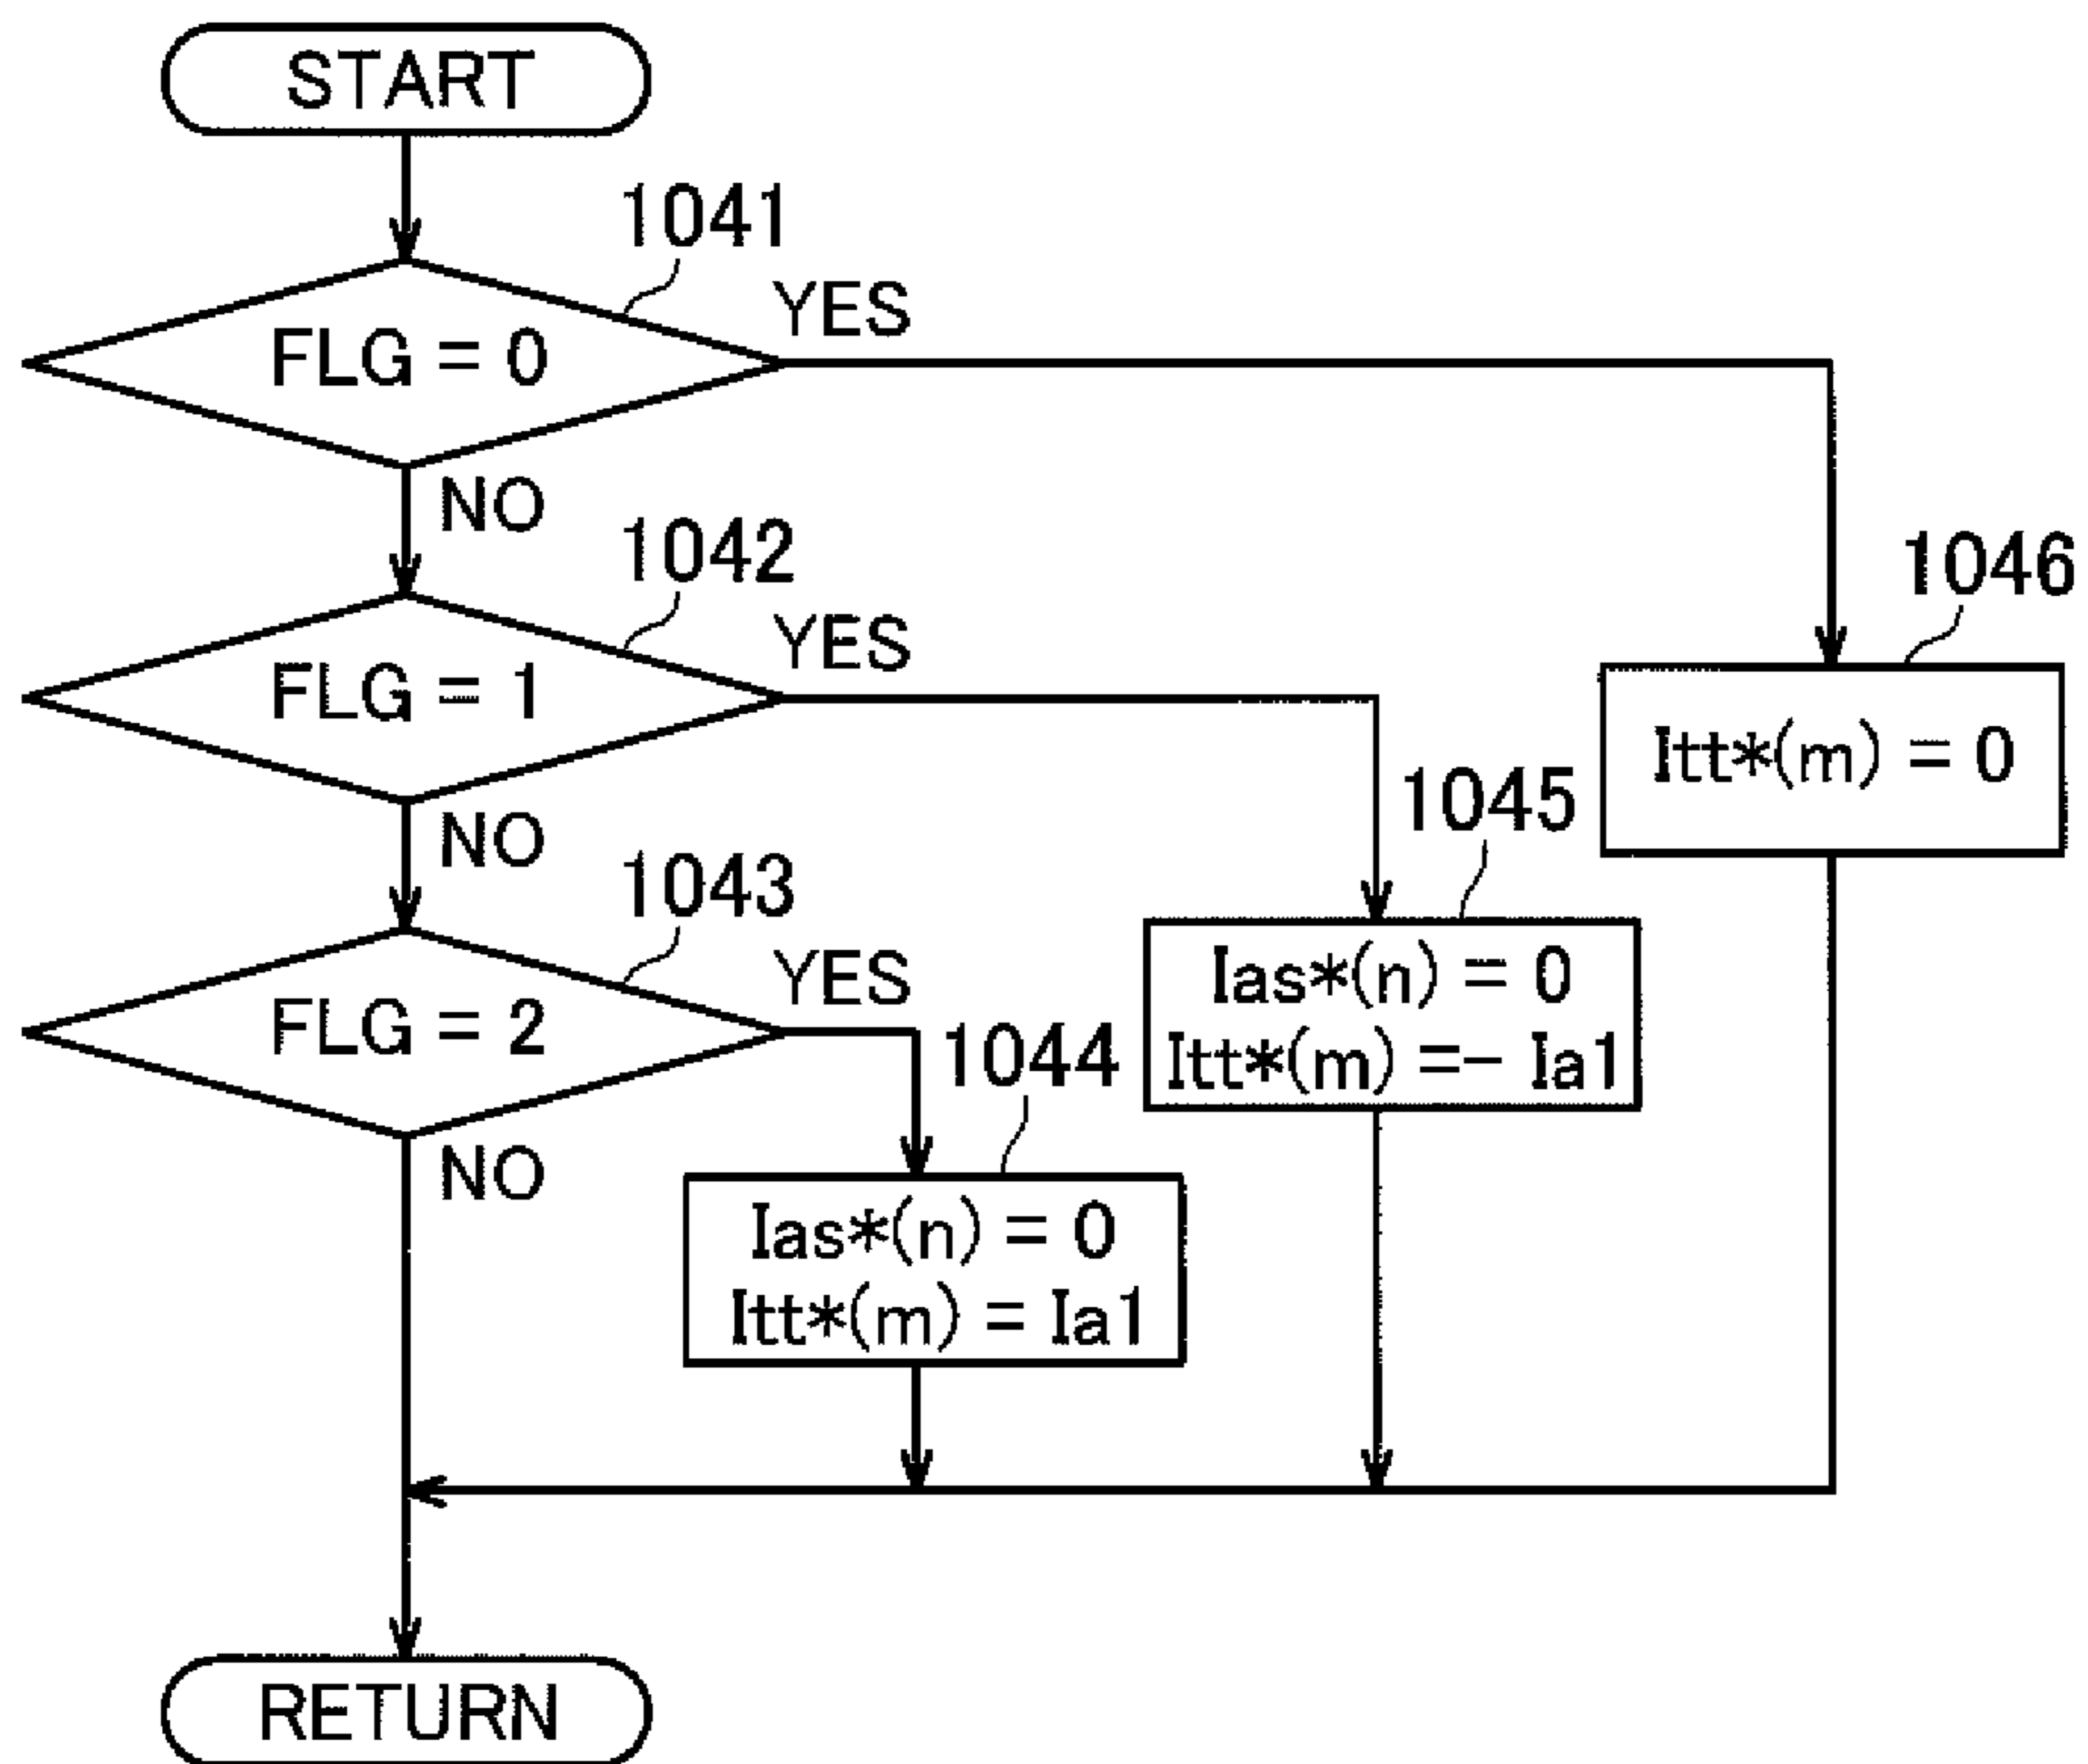 START
1041
YES
FLG = 0
NO
1042
YES
1046
FLG = 1
Itt*(m) = 0
NO
1045
1043
YES
Ias*(n) = 0
Itt*(m) =- Ia1
FLG = 2
1044
NO
Ias*(n) = 0
Itt*(m) = Ia1
RETURN